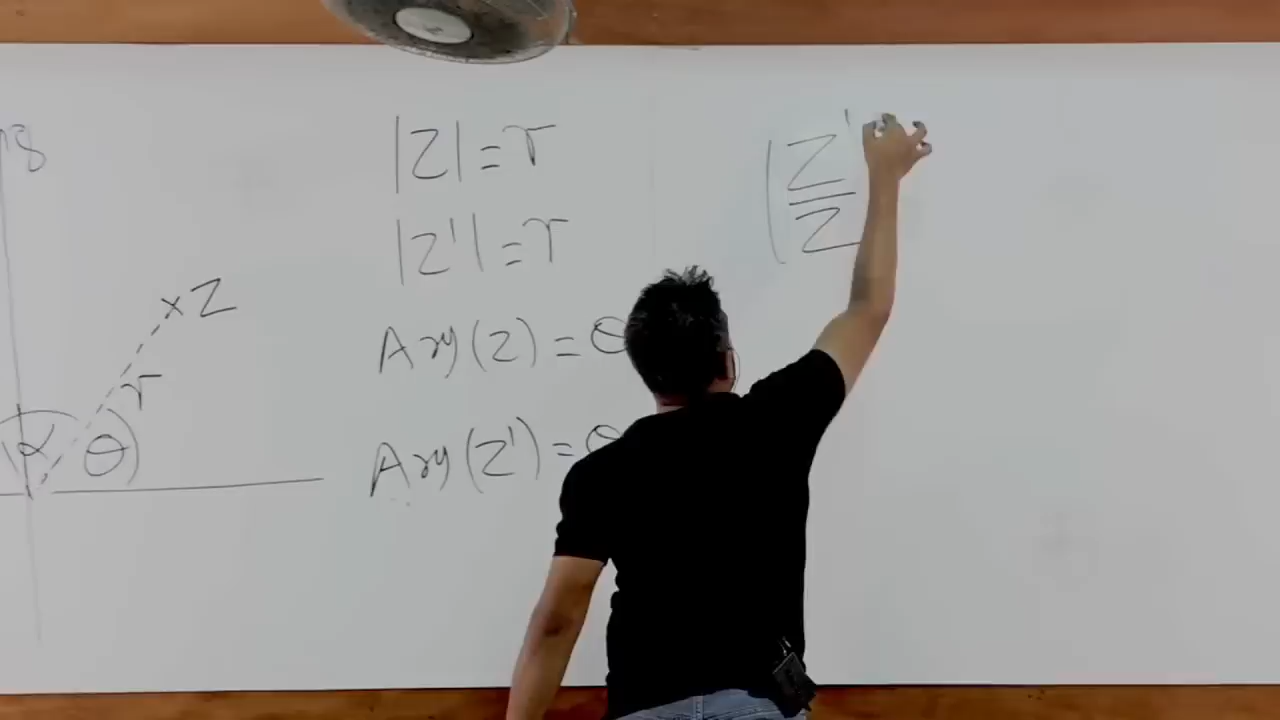 |Z| = r
|Z'| = r
Arg(Z) = θ
Arg(Z') = θ
|Z'/Z
× Z
r
α θ